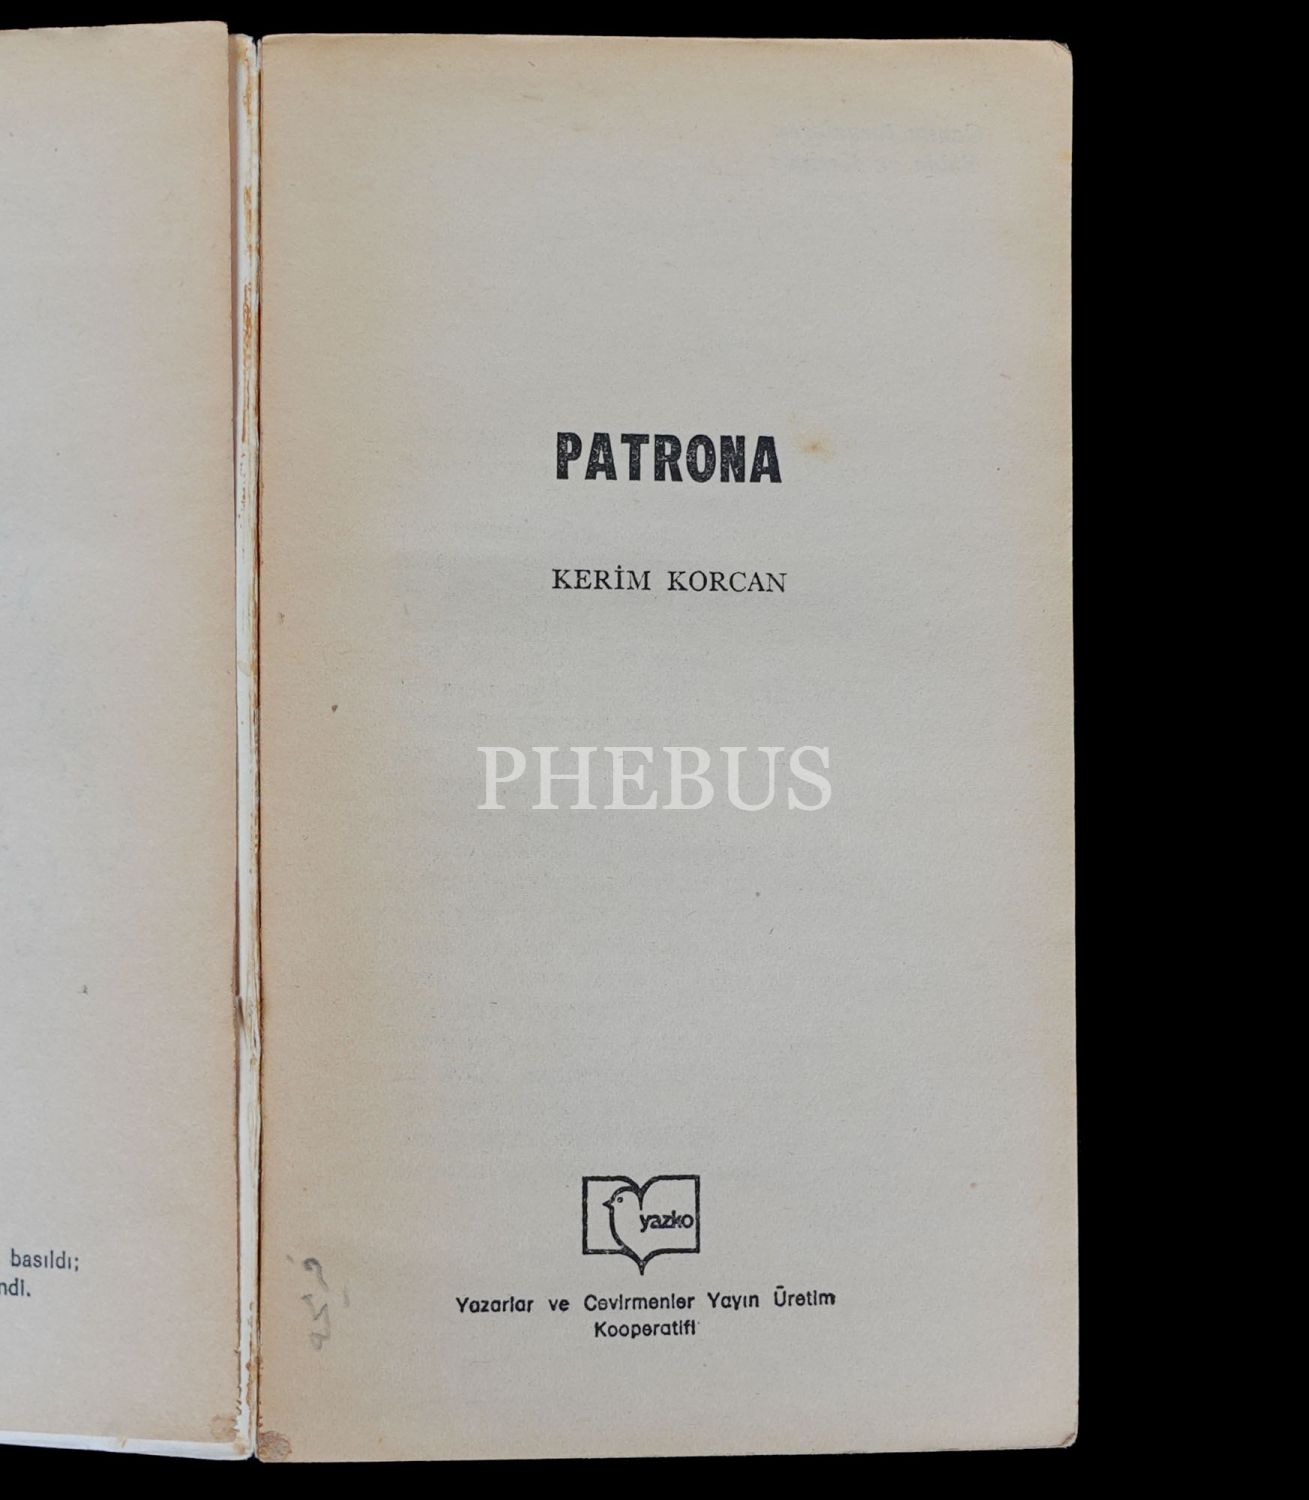 PATRONA
KERİM KORCAN
PHEBUS
yazko
Yazarlar ve Çevirmenler Yayın Üretim
Kooperatifi
basıldı;
ndi.